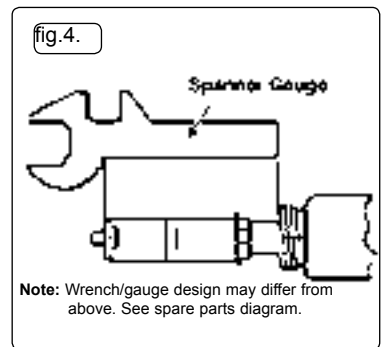 fig.4.
Spanner Gauge
Note: Wrench/gauge design may differ from
above. See spare parts diagram.